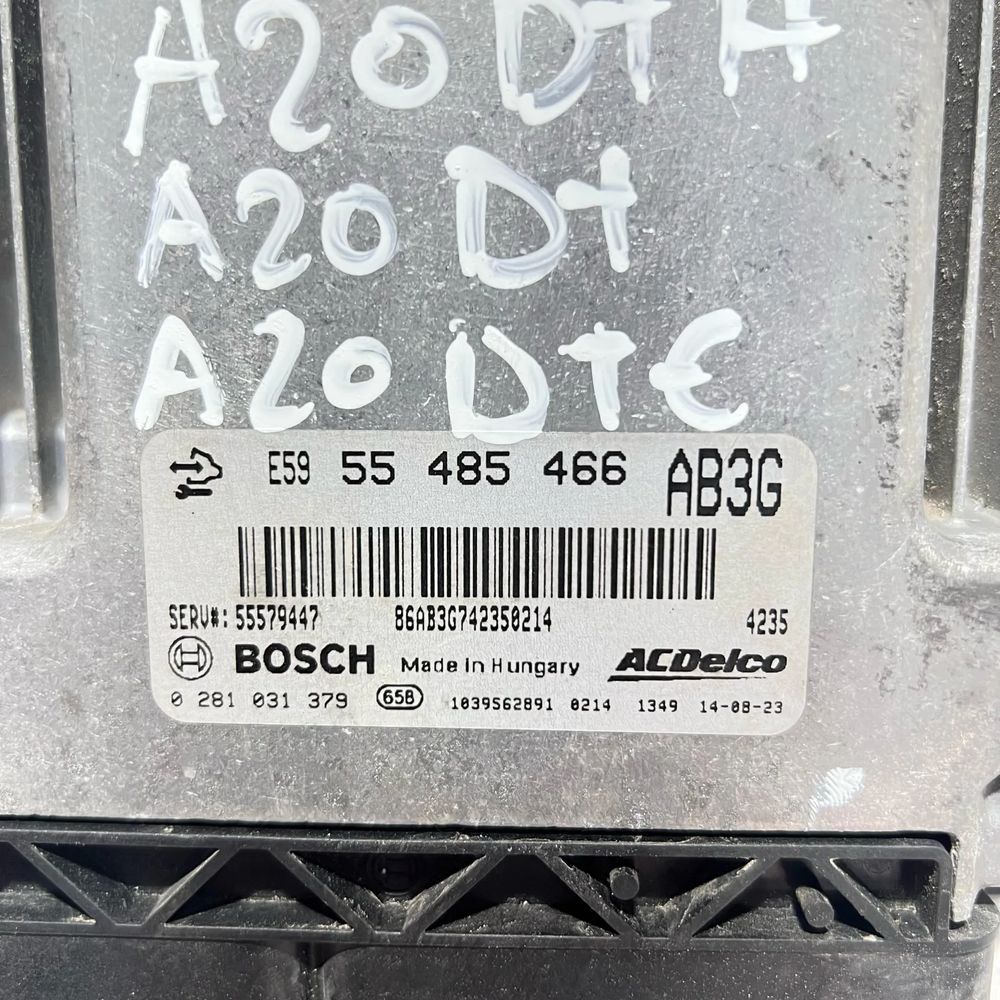 A20DtH
A20Dt
A20DtE
E59 55 485 466 AB3G
SERV#: 55579447 86AB3G742350214 4235
BOSCH Made in Hungary ACDelco
0 281 031 379 65B 1039S62891 0214 1349 14-08-23